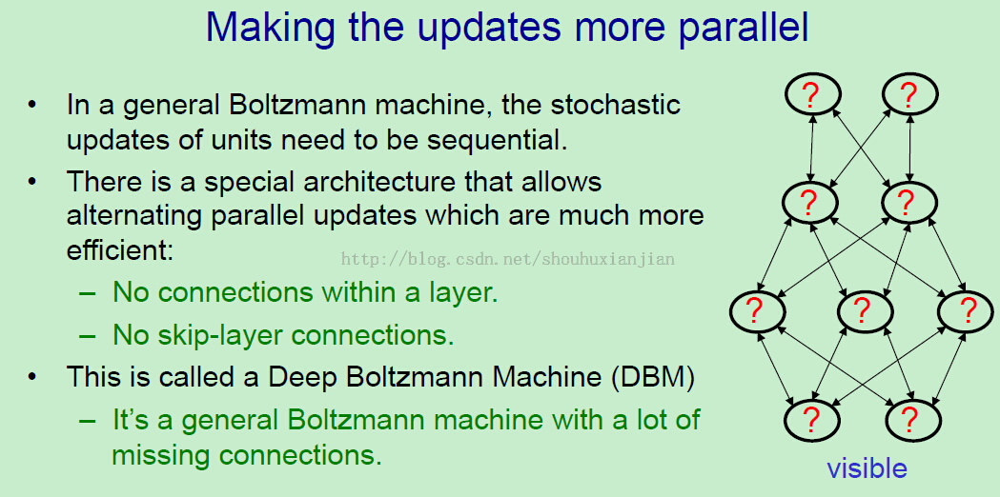 Making the updates more parallel
• In a general Boltzmann machine, the stochastic
updates of units need to be sequential.
• There is a special architecture that allows
alternating parallel updates which are much more
efficient:
http://blog.csdn.net/shouhuxianjian
– No connections within a layer.
– No skip-layer connections.
• This is called a Deep Boltzmann Machine (DBM)
– It’s a general Boltzmann machine with a lot of
missing connections.
? ?
? ?
? ? ?
? ?
visible